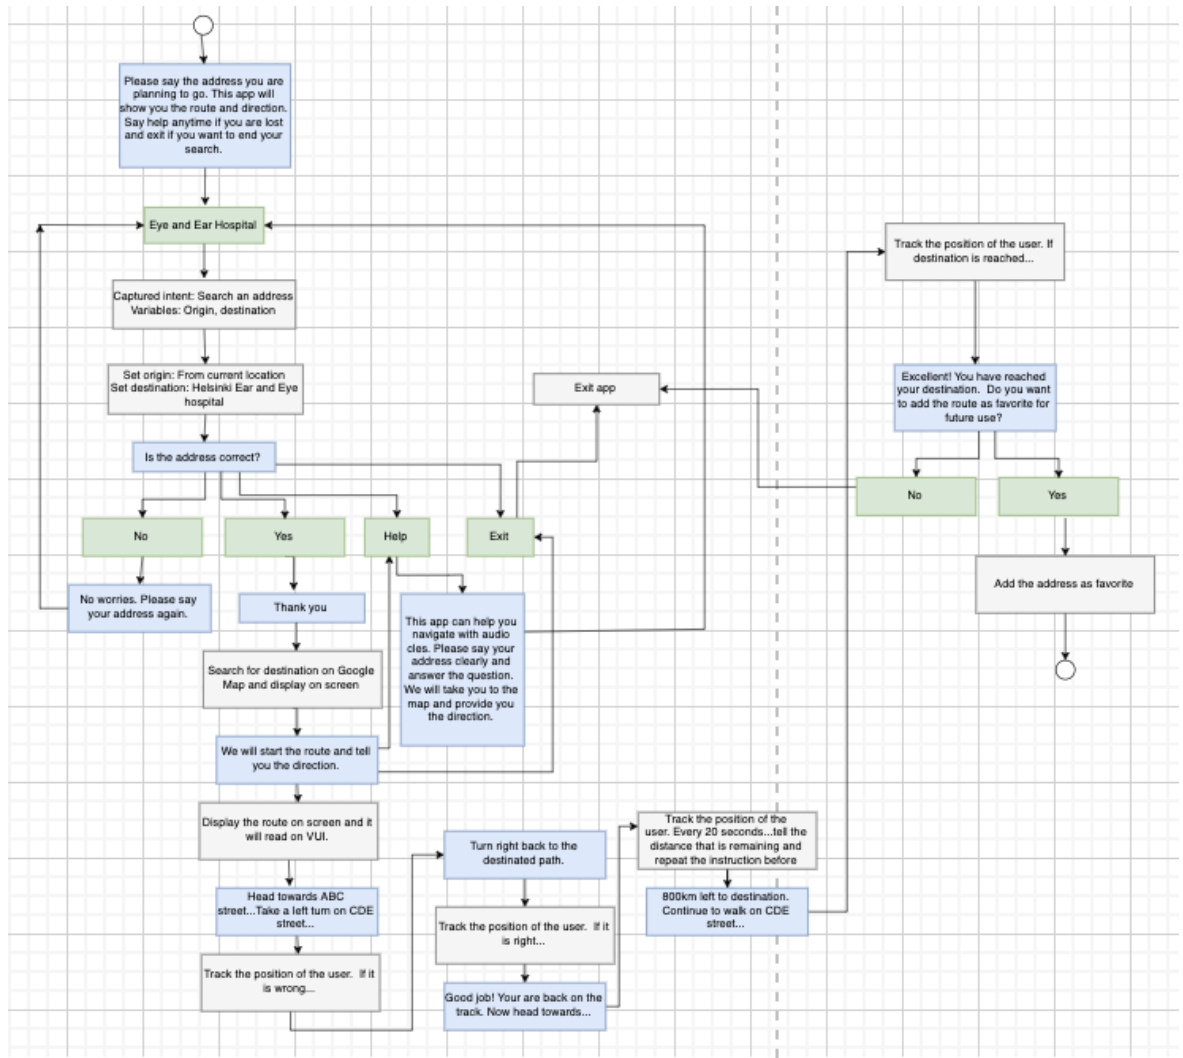 Please say the address you are
planning to go. This app will
show you the route and direction.
Say help anytime if you are lost
and exit if you want to end your
search.
Eye and Ear Hospital
Captured intent: Search an address
Variables: Origin, destination
Set origin: From current location
Set destination: Helsinki Ear and Eye
hospital
Is the address correct?
No
Yes
Help
Exit
No worries. Please say
your address again.
Thank you
This app can help you
navigate with audio
cles. Please say your
address clearly and
answer the question.
We will take you to the
map and provide you
the direction.
Search for destination on Google
Map and display on screen
We will start the route and tell
you the direction.
Display the route on screen and it
will read on VUI.
Head towards ABC
street...Take a left turn on CDE
street...
Track the position of the user. If it
is wrong...
Turn right back to the
destinated path.
Track the position of the user. If it
is right...
Good job! Your are back on the
track. Now head towards...
Track the position of the
user. Every 20 seconds...tell the
distance that is remaining and
repeat the instruction before
800km left to destination.
Continue to walk on CDE
street...
Exit app
Track the position of the user. If
destination is reached...
Excellent! You have reached
your destination. Do you want
to add the route as favorite for
future use?
No
Yes
Add the address as favorite